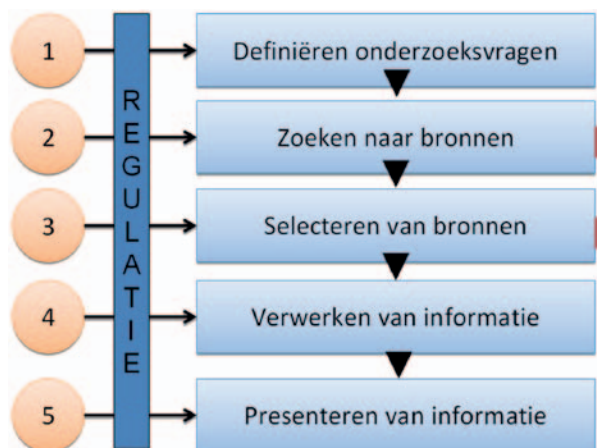 1
Definiëren onderzoeksvragen
2
Zoeken naar bronnen
3
Selecteren van bronnen
4
Verwerken van informatie
5
Presenteren van informatie
REGULATIE